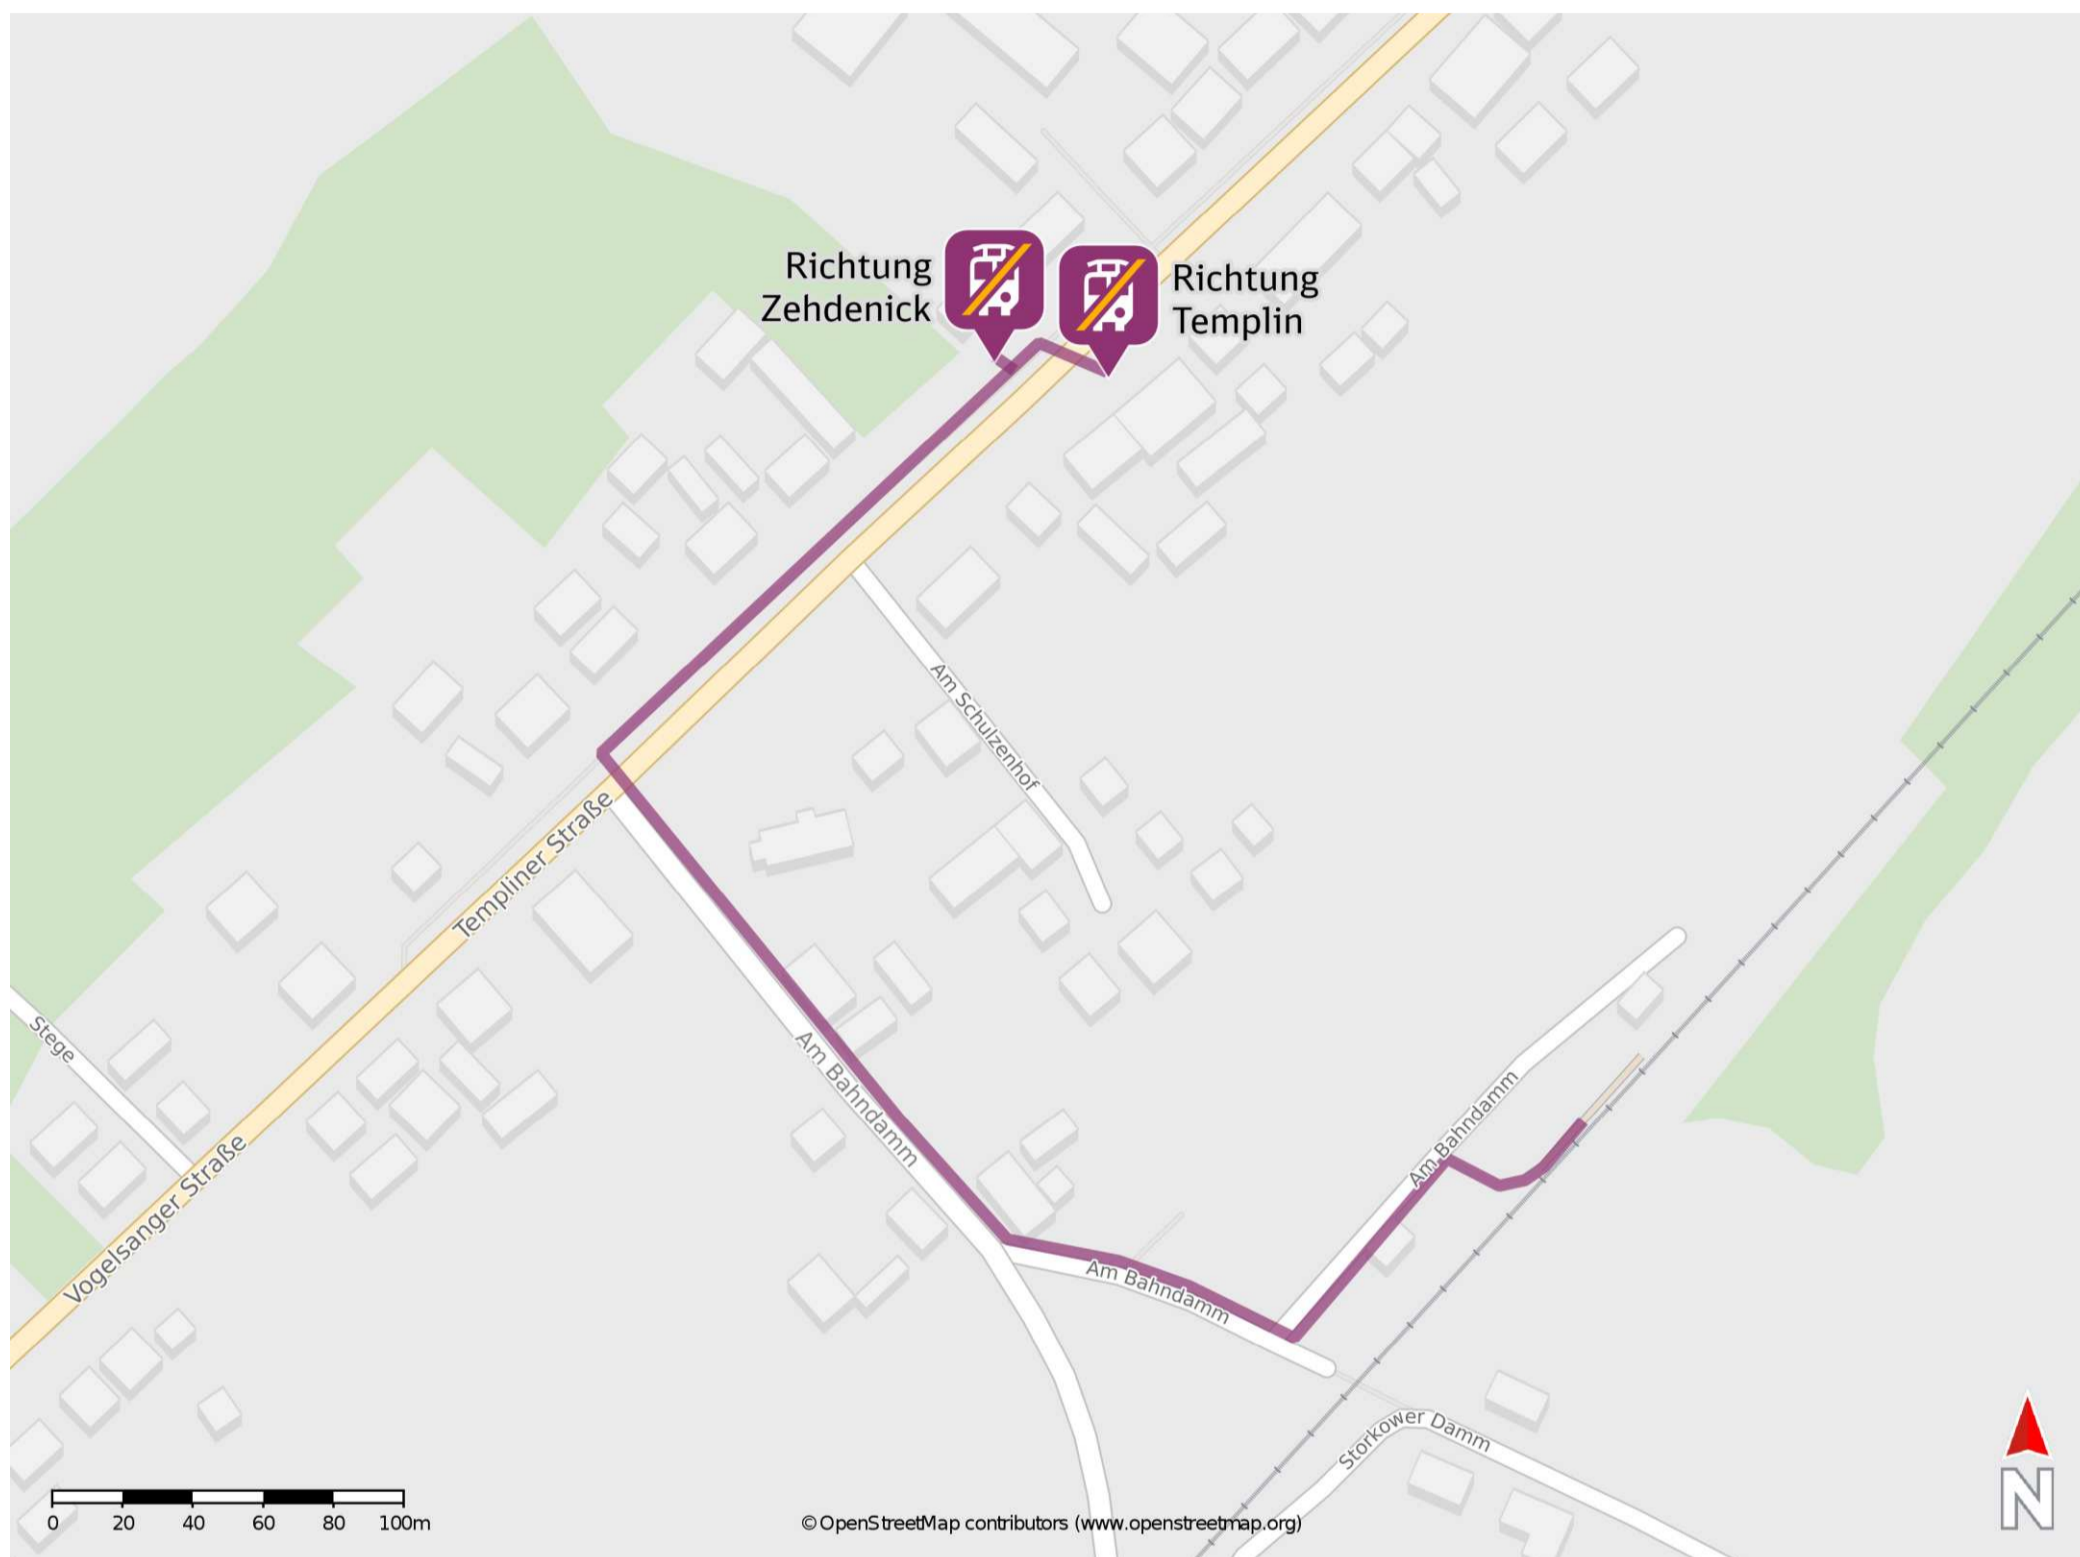 Richtung
Zehdenick
Richtung
Templin
Am Schulzenhof
Templiner Straße
Stege
Am Bahndamm
Am Bahndamm
Vogelsanger Straße
Am Bahndamm
Storkower Damm
0 20 40 60 80 100m
©OpenStreetMap contributors (www.openstreetmap.org)
N